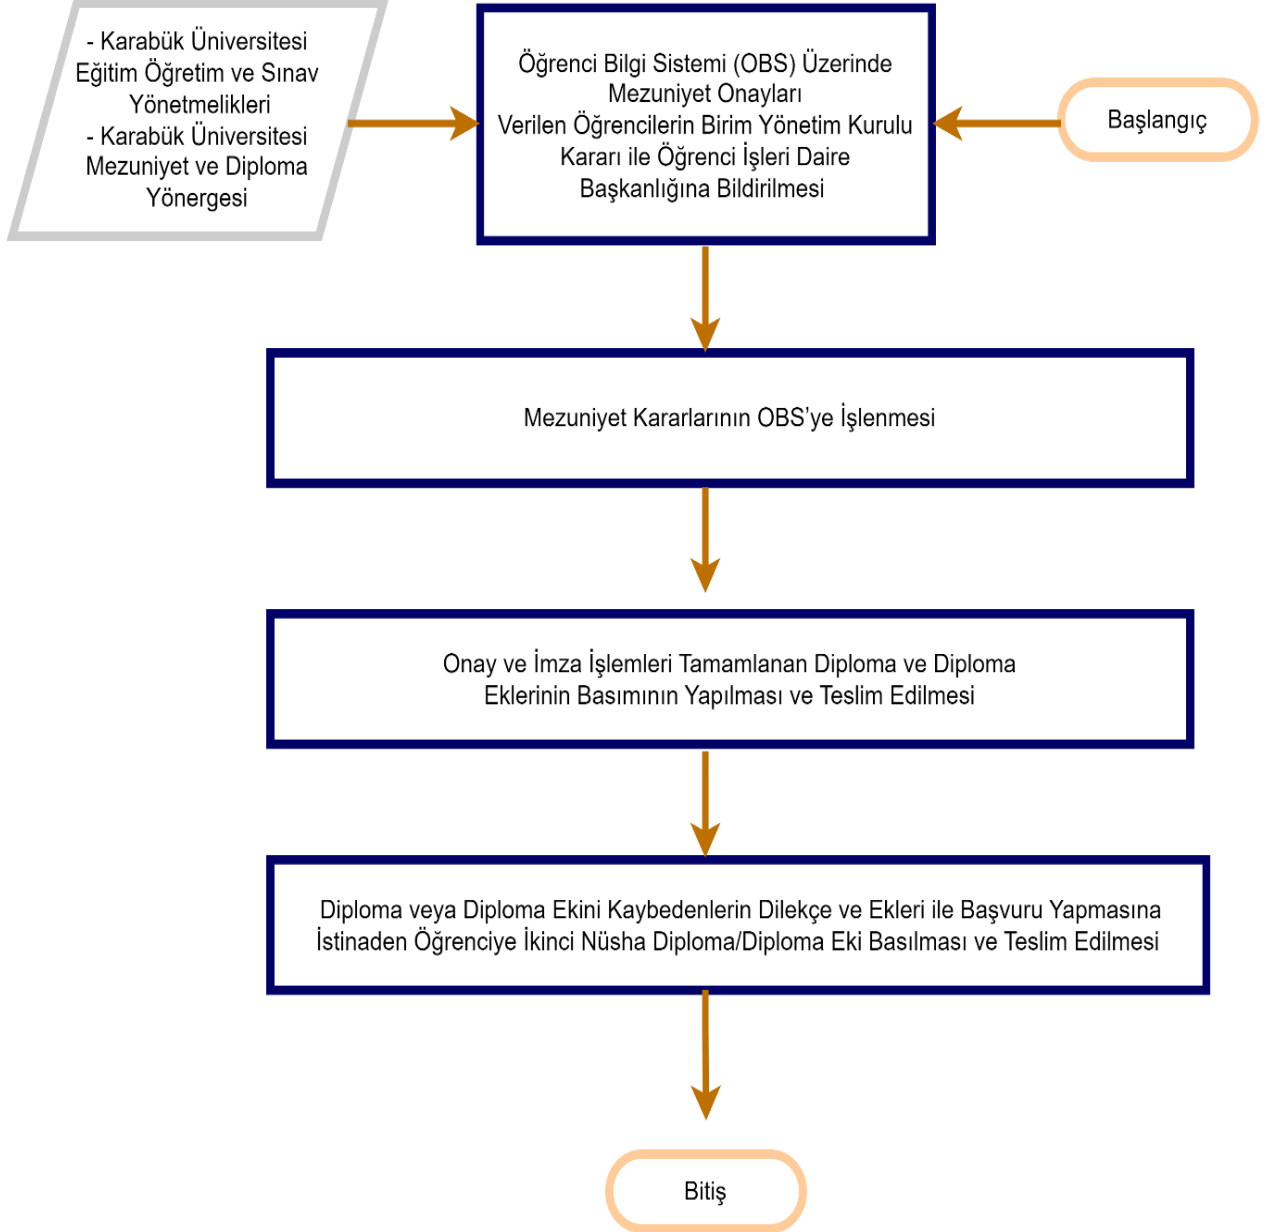 - Karabük Üniversitesi
Eğitim Öğretim ve Sınav
Yönetmelikleri
- Karabük Üniversitesi
Mezuniyet ve Diploma
Yönergesi
Öğrenci Bilgi Sistemi (OBS) Üzerinde
Mezuniyet Onayları
Verilen Öğrencilerin Birim Yönetim Kurulu
Kararı ile Öğrenci İşleri Daire
Başkanlığına Bildirilmesi
Başlangıç
Mezuniyet Kararlarının OBS’ye İşlenmesi
Onay ve İmza İşlemleri Tamamlanan Diploma ve Diploma
Eklerinin Basımının Yapılması ve Teslim Edilmesi
Diploma veya Diploma Ekini Kaybedenlerin Dilekçe ve Ekleri ile Başvuru Yapmasına
İstinaden Öğrenciye İkinci Nüsha Diploma/Diploma Eki Basılması ve Teslim Edilmesi
Bitiş